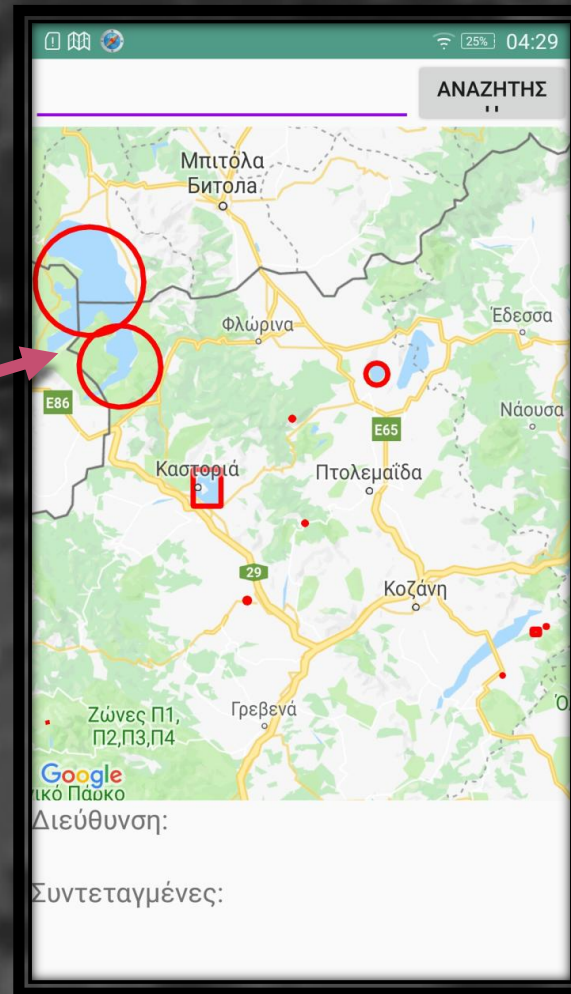 25% 04:29
ΑΝΑΖΗΤΗΣ
Μπιτόλα
Битола
Φλώρινα
Έδεσσα
E86
Νάουσα
E65
Καστοριά
Πτολεμαΐδα
29
Κοζάνη
Ζώνες Π1,
Π2,Π3,Π4
Γρεβενά
Google
ικό Πάρκο
Διεύθυνση:
Συντεταγμένες: